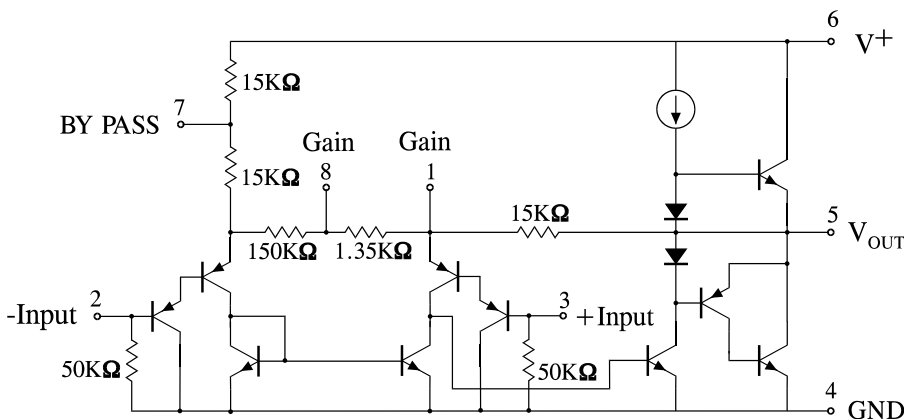 6
V+
15KΩ
7
BY PASS
Gain
8
Gain
1
15KΩ
15KΩ
5
VOUT
150KΩ
1.35KΩ
2
-Input
3
+Input
50KΩ
50KΩ
4
GND